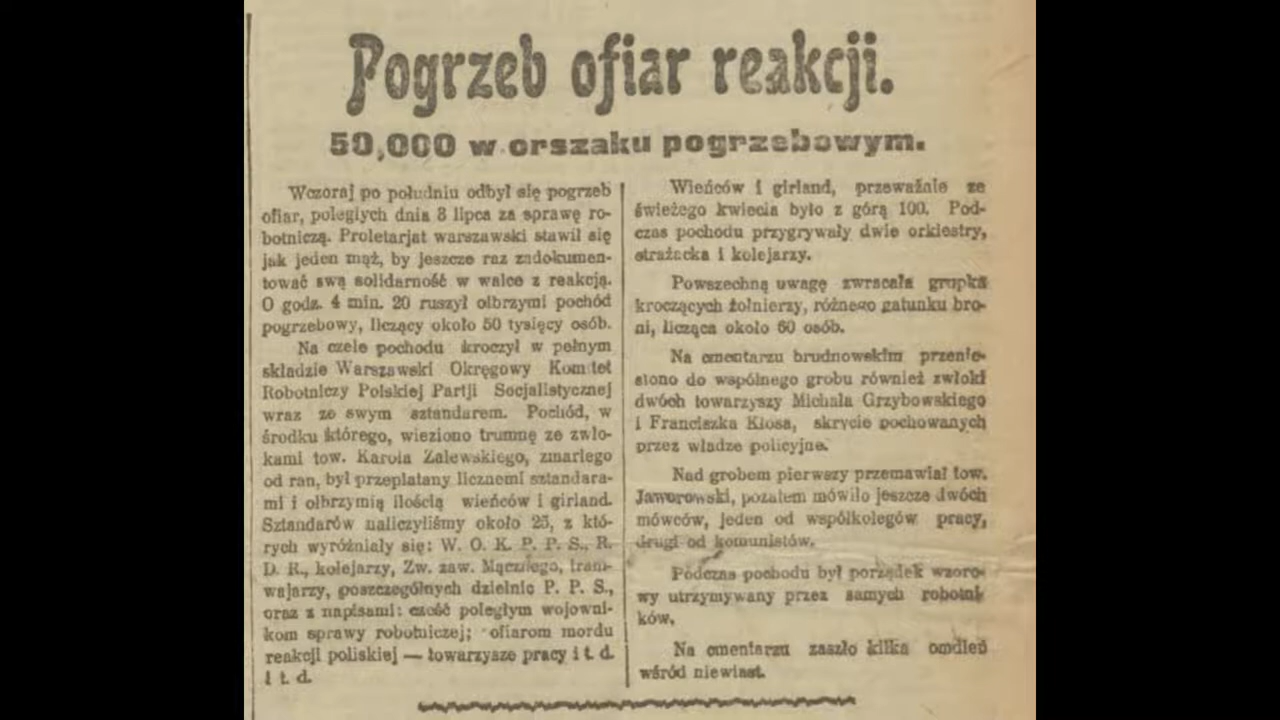 Pogrzeb ofiar reakcji.
50,000 w orszaku pogrzebowym.
Wczoraj po południu odbył się pogrzeb
ofiar, poległych dnia 3 lipca za sprawę ro-
botniczą. Proletarjat warszawski stawił się
jak jeden mąż, by jeszcze raz zadokumen-
tować swą solidarność w walce z reakcją.
O godz. 4 min. 20 ruszył olbrzymi pochód
pogrzebowy, liczący około 50 tysięcy osób.
Na czele pochodu kroczył w pełnym
składzie Warszawski Okręgowy Komitet
Robotniczy Polskiej Partji Socjalistycznej
wraz ze swym sztandarem. Pochód, w
środku którego, wieziono trumnę ze zwło-
kami tow. Karola Zalewskiego, zmarłego
od ran, był przeplatany licznemi sztandara-
mi i olbrzymią ilością wieńców i girland.
Sztandarów naliczyliśmy około 25, z któ-
rych wyróżniały się: W. O. K. P. P. S., R.
D. R., kolejarzy, Zw. zaw. Mącznego, tram-
wajarzy, poszczególnych dzielnic P. P. S.,
oraz z napisami: cześć poległym wojowni-
kom sprawy robotniczej; ofiarom mordu
reakcji poliskiej — towarzysze pracy i t. d.
i t. d.
Wieńców i girland, przeważnie ze
świeżego kwiecia było z górą 100. Pod-
czas pochodu przygrywały dwie orkiestry,
strażacka i kolejarzy.
Powszechną uwagę zwracała grupka
kroczących żołnierzy, różnego gatunku bro-
ni, licząca około 60 osób.
Na cmentarzu brudnowskim przenie-
siono do wspólnego grobu również zwłoki
dwóch towarzyszy Michała Grzybowskiego
i Franciszka Kłosa, skrycie pochowanych
przez władze policyjne.
Nad grobem pierwszy przemawiał tow.
Jaworowski, pozatem mówiło jeszcze dwóch
mówców, jeden od współkolegów pracy,
drugi od komunistów.
Podczas pochodu był porządek wzoro-
wy utrzymywany przez samych robotni
ków.
Na cmentarzu zaszło kilka omdleń
wśród niewiast.